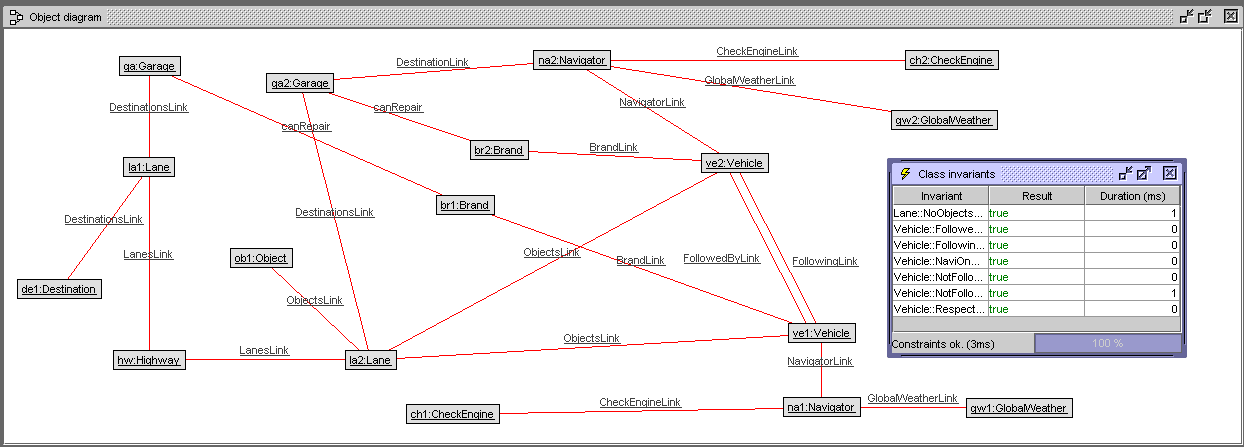 Object diagram
CheckEngineLink
na2:Navigator
ch2:CheckEngine
ga:Garage
DestinationLink
ga2:Garage
GlobalWeatherLink
DestinationsLink
canRepair
NavigatorLink
gw2:GlobalWeather
canRepair
br2:Brand
BrandLink
ve2:Vehicle
la1:Lane
br1:Brand
DestinationsLink
DestinationsLink
LanesLink
ob1:Object
ObjectsLink
BrandLink
FollowedByLink
FollowingLink
de1:Destination
ObjectsLink
ve1:Vehicle
ObjectsLink
hw:Highway
LanesLink
la2:Lane
NavigatorLink
ch1:CheckEngine
CheckEngineLink
na1:Navigator
GlobalWeatherLink
gw1:GlobalWeather
Class invariants
Invariant Result Duration (ms)
Lane::NoObjects... true 1
Vehicle::Followe... true 0
Vehicle::Followin... true 0
Vehicle::NaviOn... true 0
Vehicle::NotFollo... true 0
Vehicle::NotFollo... true 1
Vehicle::Respect... true 0
Constraints ok. (3ms) 100 %